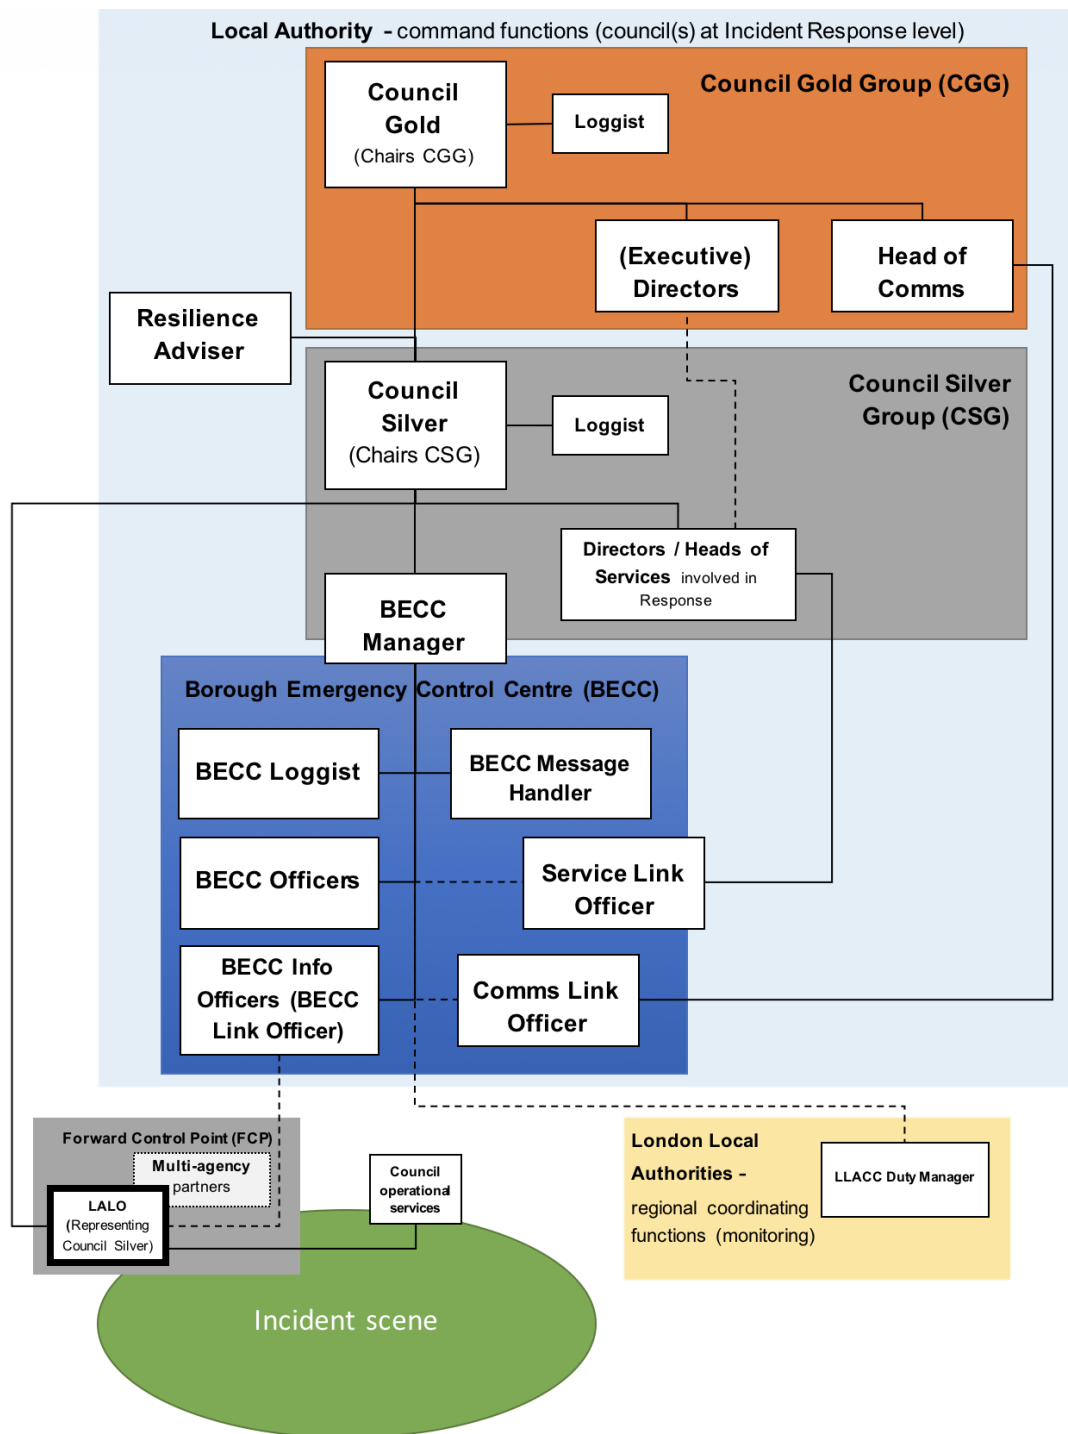 Local Authority - command functions (council(s) at Incident Response level)
Council Gold Group (CGG)
Council
Gold
(Chairs CGG)
Loggist
(Executive)
Directors
Head of
Comms
Resilience
Adviser
Council Silver
Group (CSG)
Council
Silver
(Chairs CSG)
Loggist
Directors / Heads of
Services involved in
Response
BECC
Manager
Borough Emergency Control Centre (BECC)
BECC Loggist
BECC Message
Handler
BECC Officers
Service Link
Officer
BECC Info
Officers (BECC
Link Officer)
Comms Link
Officer
Forward Control Point (FCP)
Multi-agency
partners
LALO
(Representing
Council Silver)
Council
operational
services
London Local
Authorities -
regional coordinating
functions (monitoring)
LLACC Duty Manager
Incident scene